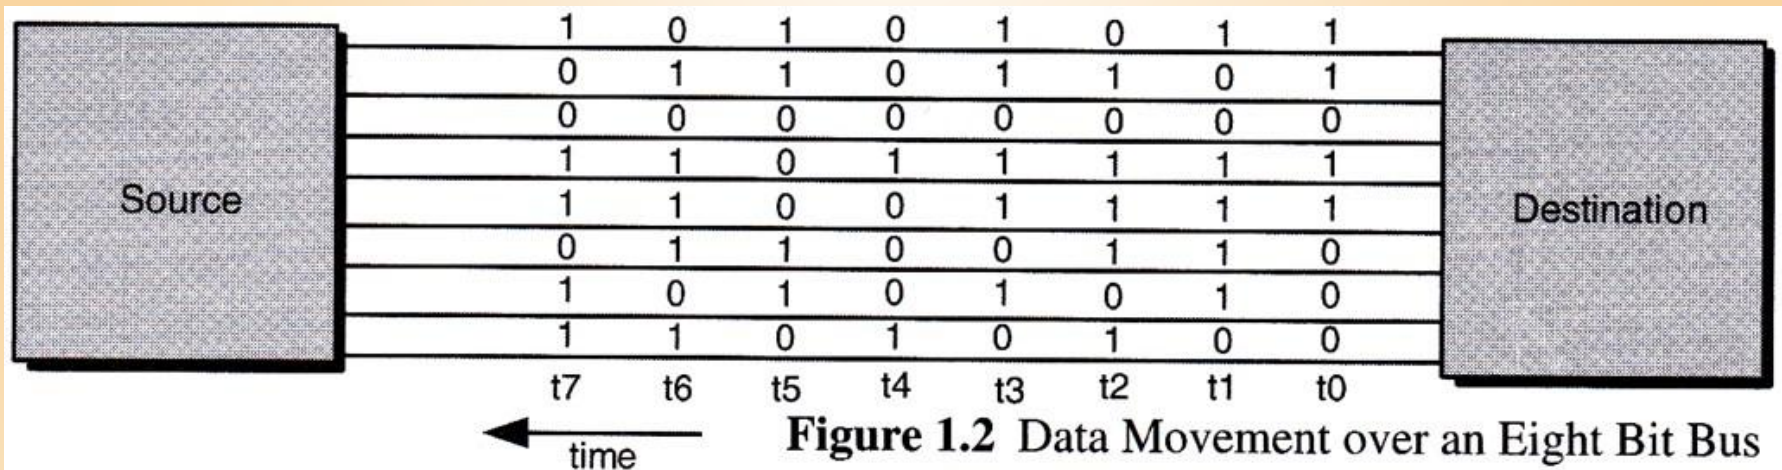 1 0 1 0 1 0 1 1
0 1 1 0 1 1 0 1
0 0 0 0 0 0 0 0
1 1 0 1 1 1 1 1
Source
1 1 0 0 1 1 1 1
Destination
0 1 1 0 0 1 1 0
1 0 1 0 1 0 1 0
1 1 0 1 0 1 0 0
t7 t6 t5 t4 t3 t2 t1 t0
time
Figure 1.2 Data Movement over an Eight Bit Bus